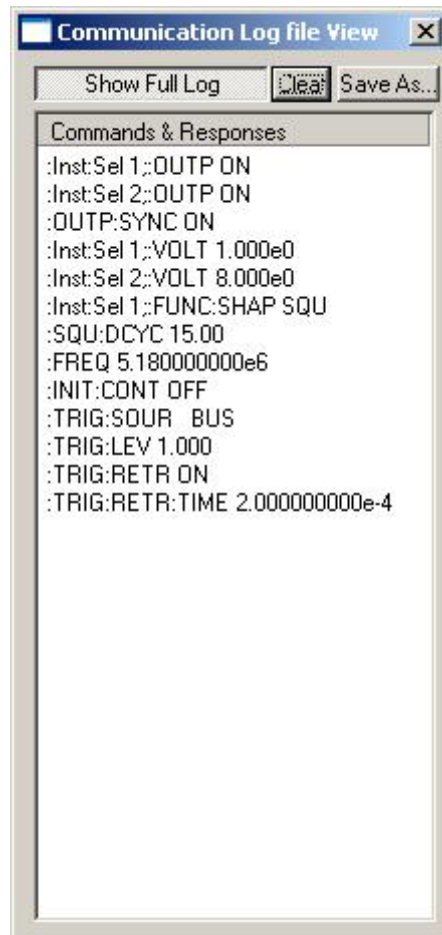 Communication Log file View
Show Full Log Clear Save As...
Commands & Responses
:Inst:Sel 1;:OUTP ON
:Inst:Sel 2;:OUTP ON
:OUTP:SYNC ON
:Inst:Sel 1;:VOLT 1.000e0
:Inst:Sel 2;:VOLT 8.000e0
:Inst:Sel 1;:FUNC:SHAP SQU
:SQU:DCYC 15.00
:FREQ 5.180000000e6
:INIT:CONT OFF
:TRIG:SOUR   BUS
:TRIG:LEV 1.000
:TRIG:RETR ON
:TRIG:RETR:TIME 2.000000000e-4